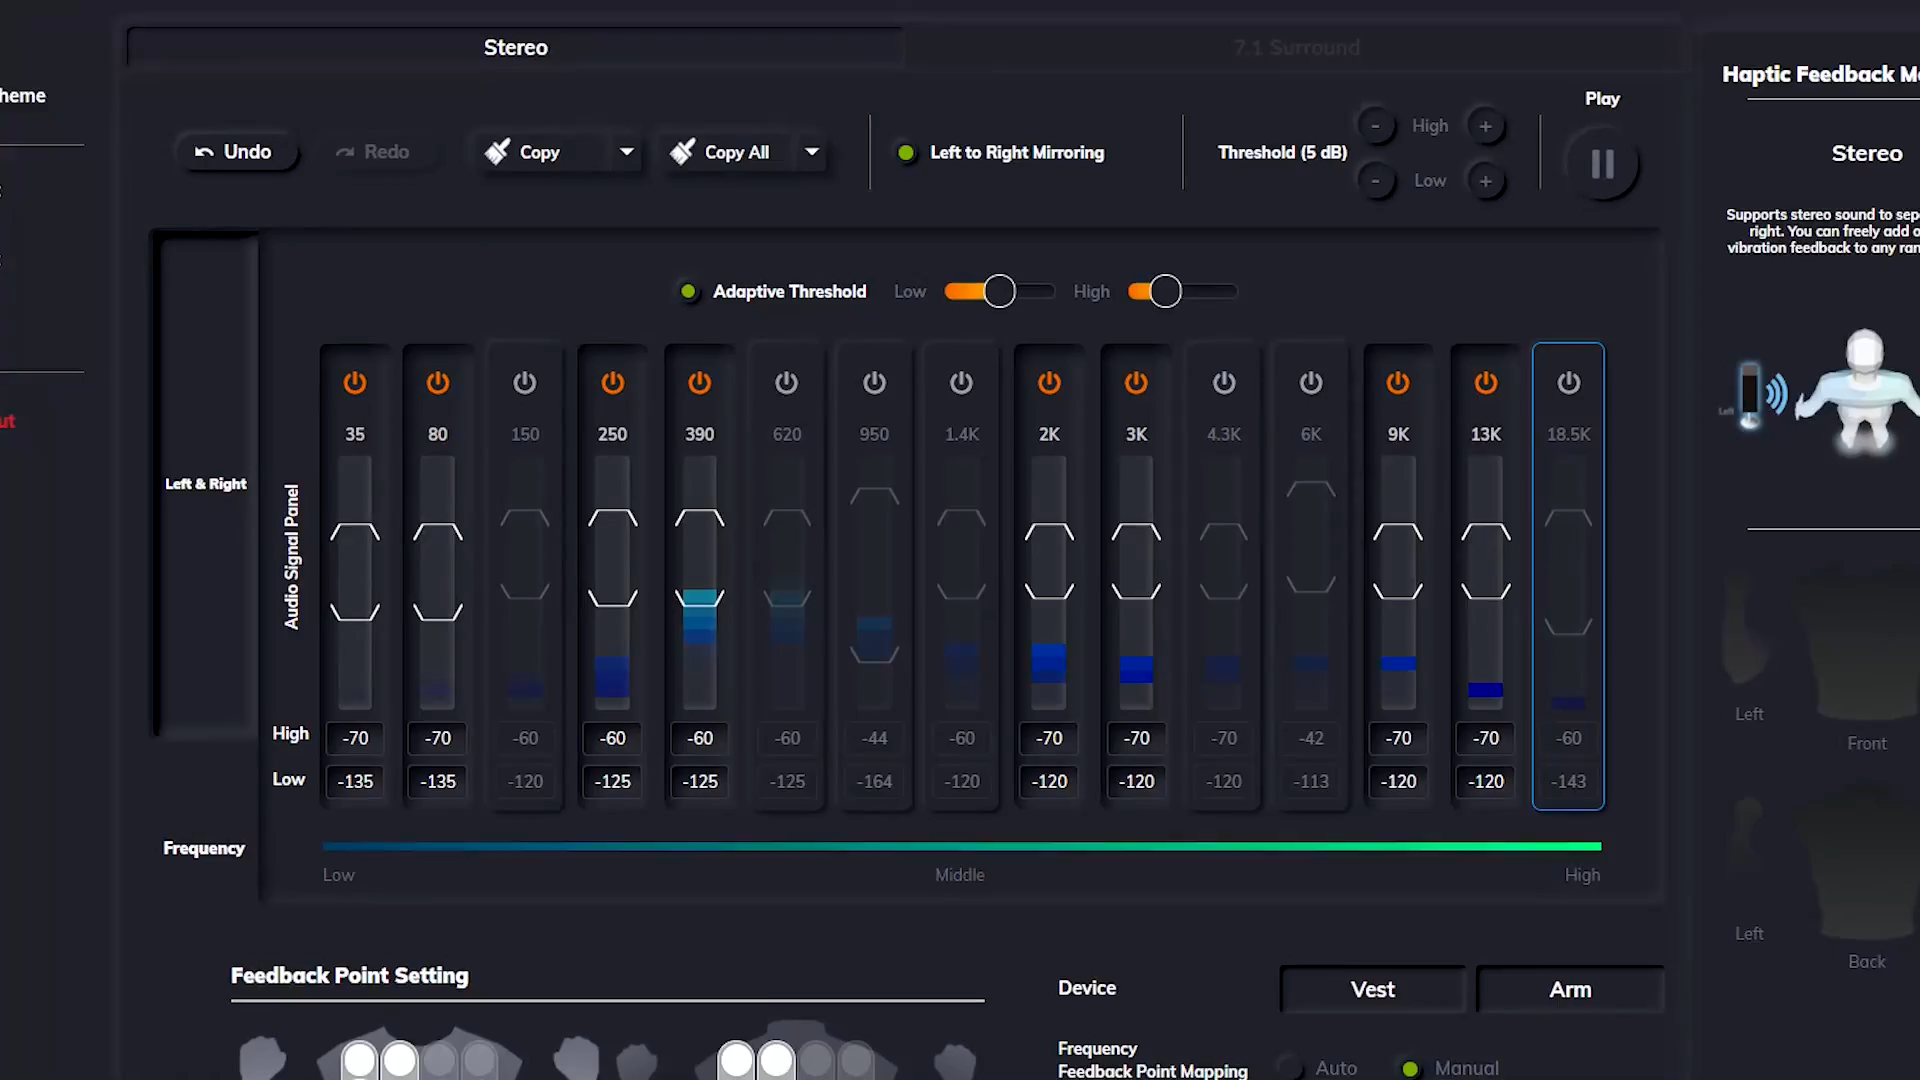 Stereo
7.1 Surround
heme
Haptic Feedback M
Play
Undo
Redo
Copy
Copy All
Left to Right Mirroring
Threshold (5 dB)
- High +
- Low +
Stereo
Supports stereo sound to sep
right. You can freely add o
vibration feedback to any ran
Adaptive Threshold Low High
ut
35 80 150 250 390 620 950 1.4K 2K 3K 4.3K 6K 9K 13K 18.5K
Left
Left & Right
Audio Signal Panel
High -70 -70 -60 -60 -60 -60 -44 -60 -70 -70 -70 -42 -70 -70 -60
Low -135 -135 -120 -125 -125 -125 -164 -120 -120 -120 -120 -113 -120 -120 -143
Frequency
Low Middle High
Left
Front
Left
Back
Feedback Point Setting
Device Vest Arm
Frequency
Feedback Point Mapping Auto Manual